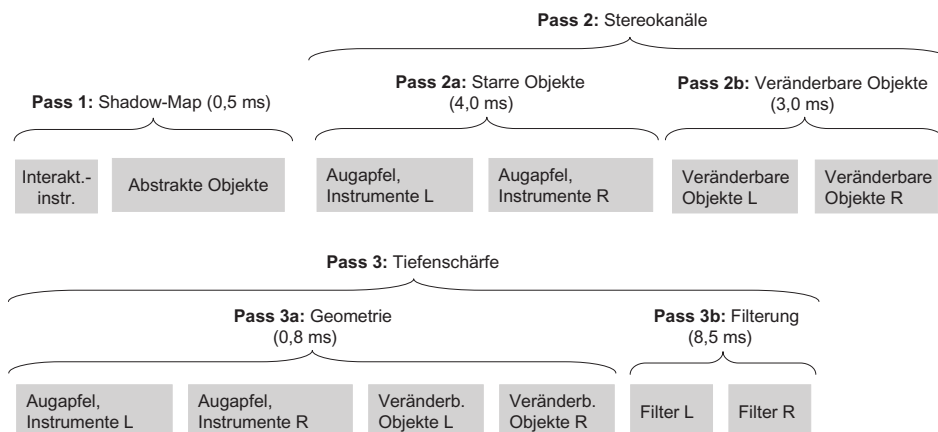 Pass 2: Stereokanäle
Pass 2a: Starre Objekte
(4,0 ms)
Pass 2b: Veränderbare Objekte
(3,0 ms)
Pass 1: Shadow-Map (0,5 ms)
Interakt.-
instr.
Abstrakte Objekte
Augapfel,
Instrumente L
Augapfel,
Instrumente R
Veränderbare
Objekte L
Veränderbare
Objekte R
Pass 3: Tiefenschärfe
Pass 3a: Geometrie
(0,8 ms)
Pass 3b: Filterung
(8,5 ms)
Augapfel,
Instrumente L
Augapfel,
Instrumente R
Veränderb.
Objekte L
Veränderb.
Objekte R
Filter L
Filter R